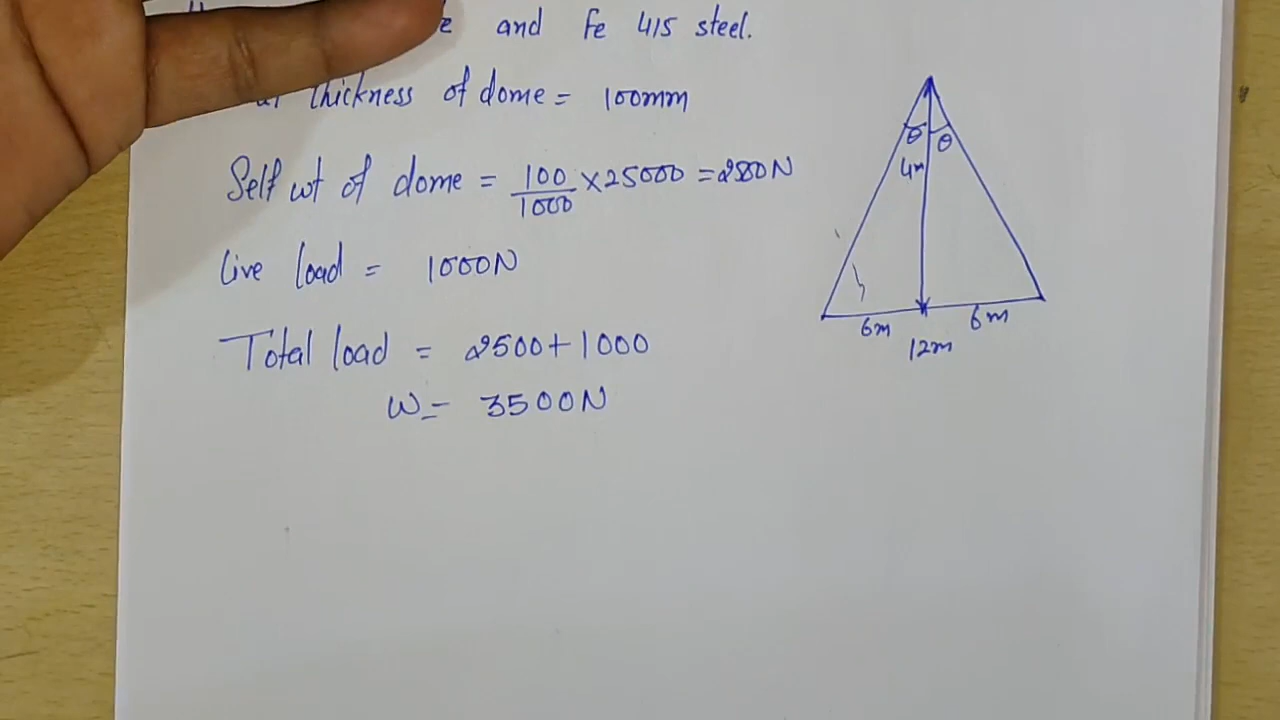 and Fe 415 steel.
thickness of dome = 100mm
Self wt of dome = 100/1000 × 25000 = 2500N
Live load = 1000N
Total load = 2500+1000
W = 3500N
θ θ
4m
6m 6m
12m